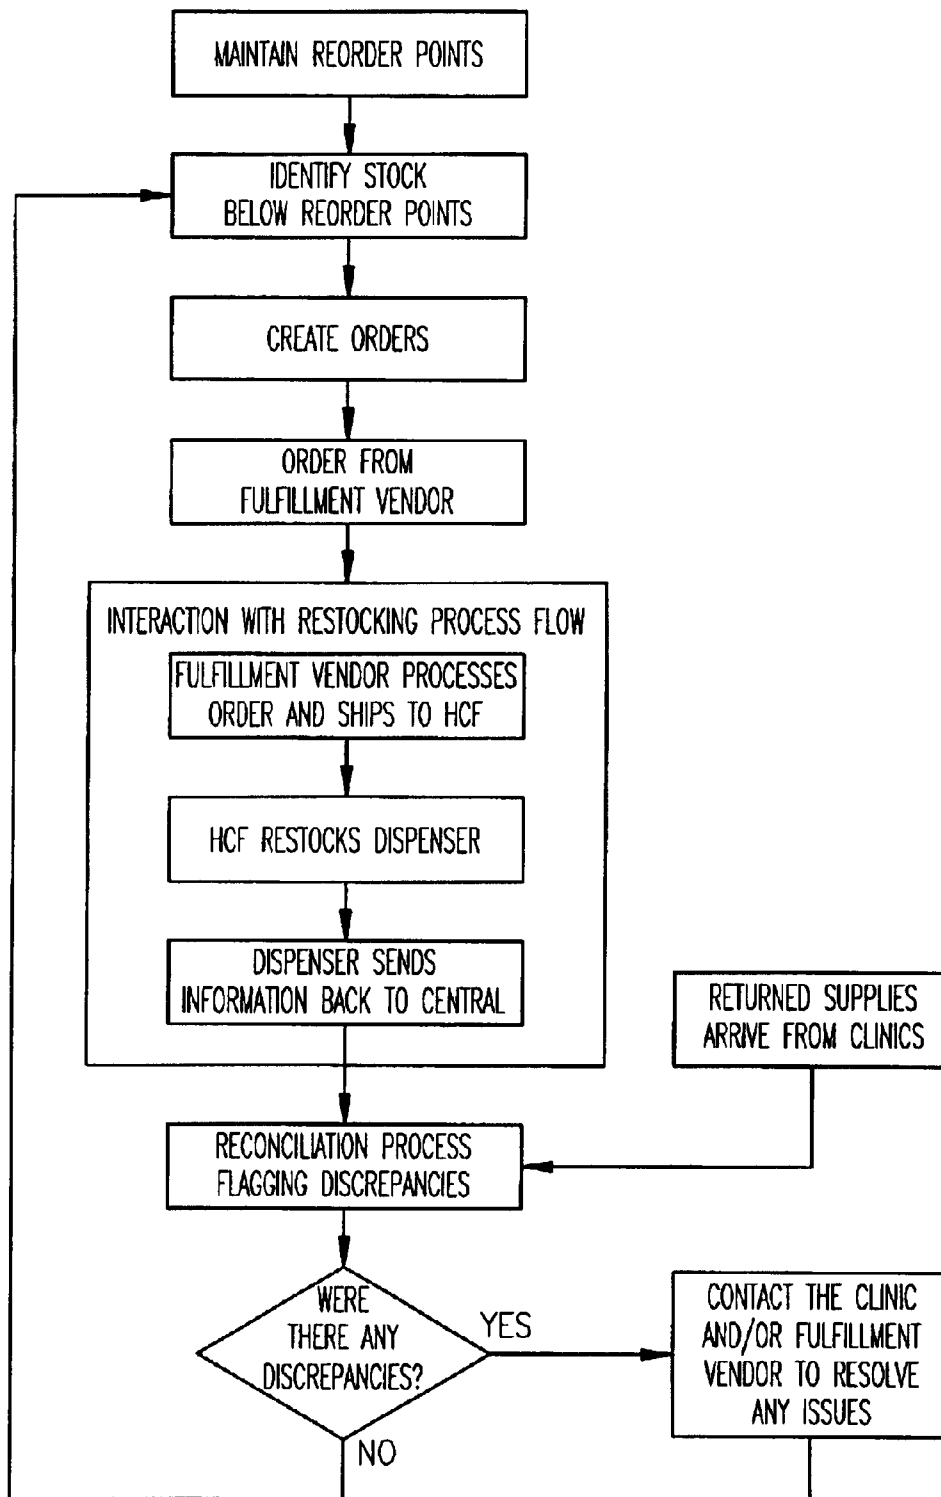 MAINTAIN REORDER POINTS
IDENTIFY STOCK
BELOW REORDER POINTS
CREATE ORDERS
ORDER FROM
FULFILLMENT VENDOR
INTERACTION WITH RESTOCKING PROCESS FLOW
FULFILLMENT VENDOR PROCESSES
ORDER AND SHIPS TO HCF
HCF RESTOCKS DISPENSER
DISPENSER SENDS
INFORMATION BACK TO CENTRAL
RETURNED SUPPLIES
ARRIVE FROM CLINICS
RECONCILIATION PROCESS
FLAGGING DISCREPANCIES
WERE
THERE ANY
DISCREPANCIES?
YES
CONTACT THE CLINIC
AND/OR FULFILLMENT
VENDOR TO RESOLVE
ANY ISSUES
NO